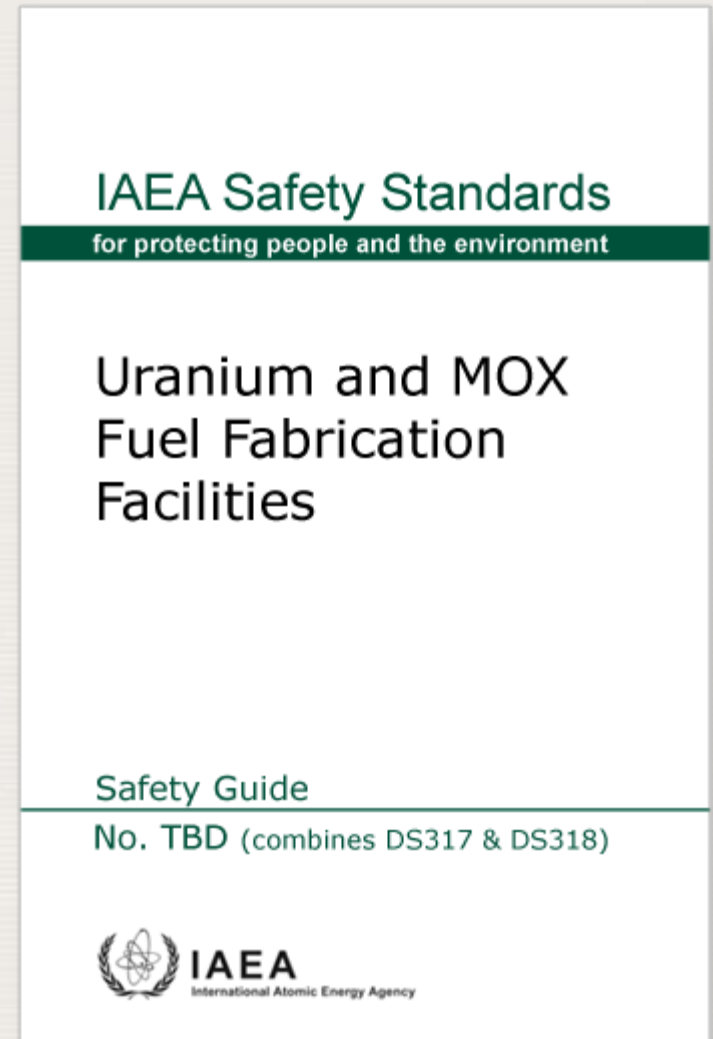 IAEA Safety Standards
for protecting people and the environment
Uranium and MOX
Fuel Fabrication
Facilities
Safety Guide
No. TBD (combines DS317 & DS318)
IAEA
International Atomic Energy Agency